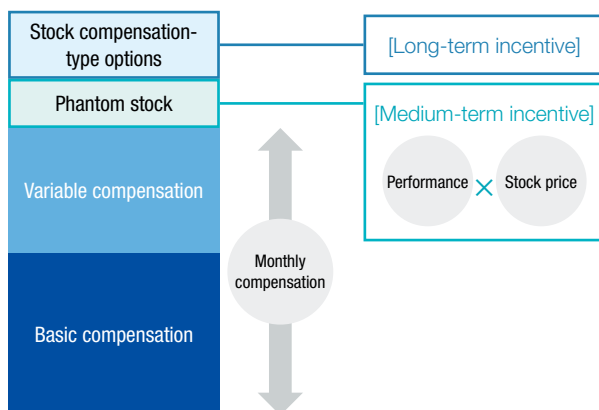 Stock compensation-
type options
[Long-term incentive]
Phantom stock
[Medium-term incentive]
Performance × Stock price
Variable compensation
Monthly
compensation
Basic compensation